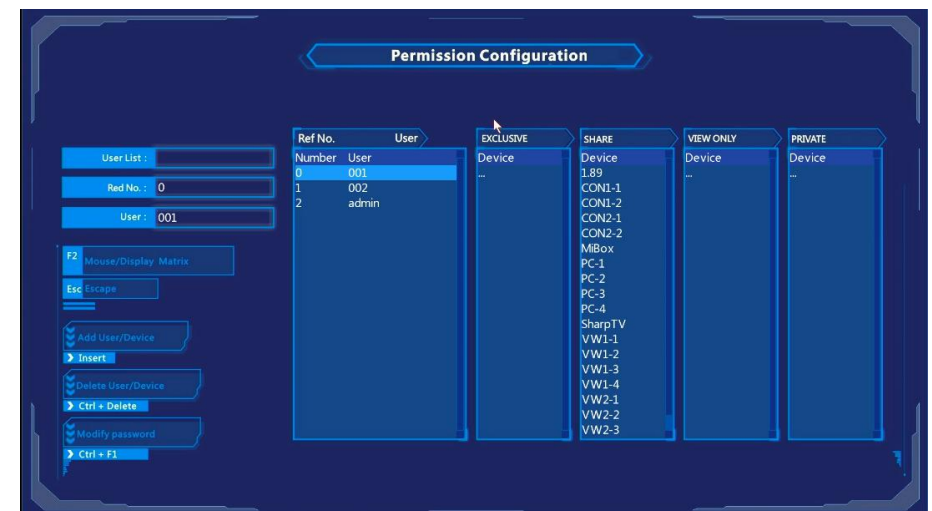 Permission Configuration
User List :
Red No. : 0
User : 001
F2 Mouse/Display Matrix
Esc Escape
Add User/Device
Insert
Delete User/Device
Ctrl + Delete
Modify password
Ctrl + F1
Ref No. User
Number User
0 001
1 002
2 admin
EXCLUSIVE
Device
...
SHARE
Device
1.89
CON1-1
CON1-2
CON2-1
CON2-2
MiBox
PC-1
PC-2
PC-3
PC-4
SharpTV
VW1-1
VW1-2
VW1-3
VW1-4
VW2-1
VW2-2
VW2-3
VIEW ONLY
Device
...
PRIVATE
Device
...